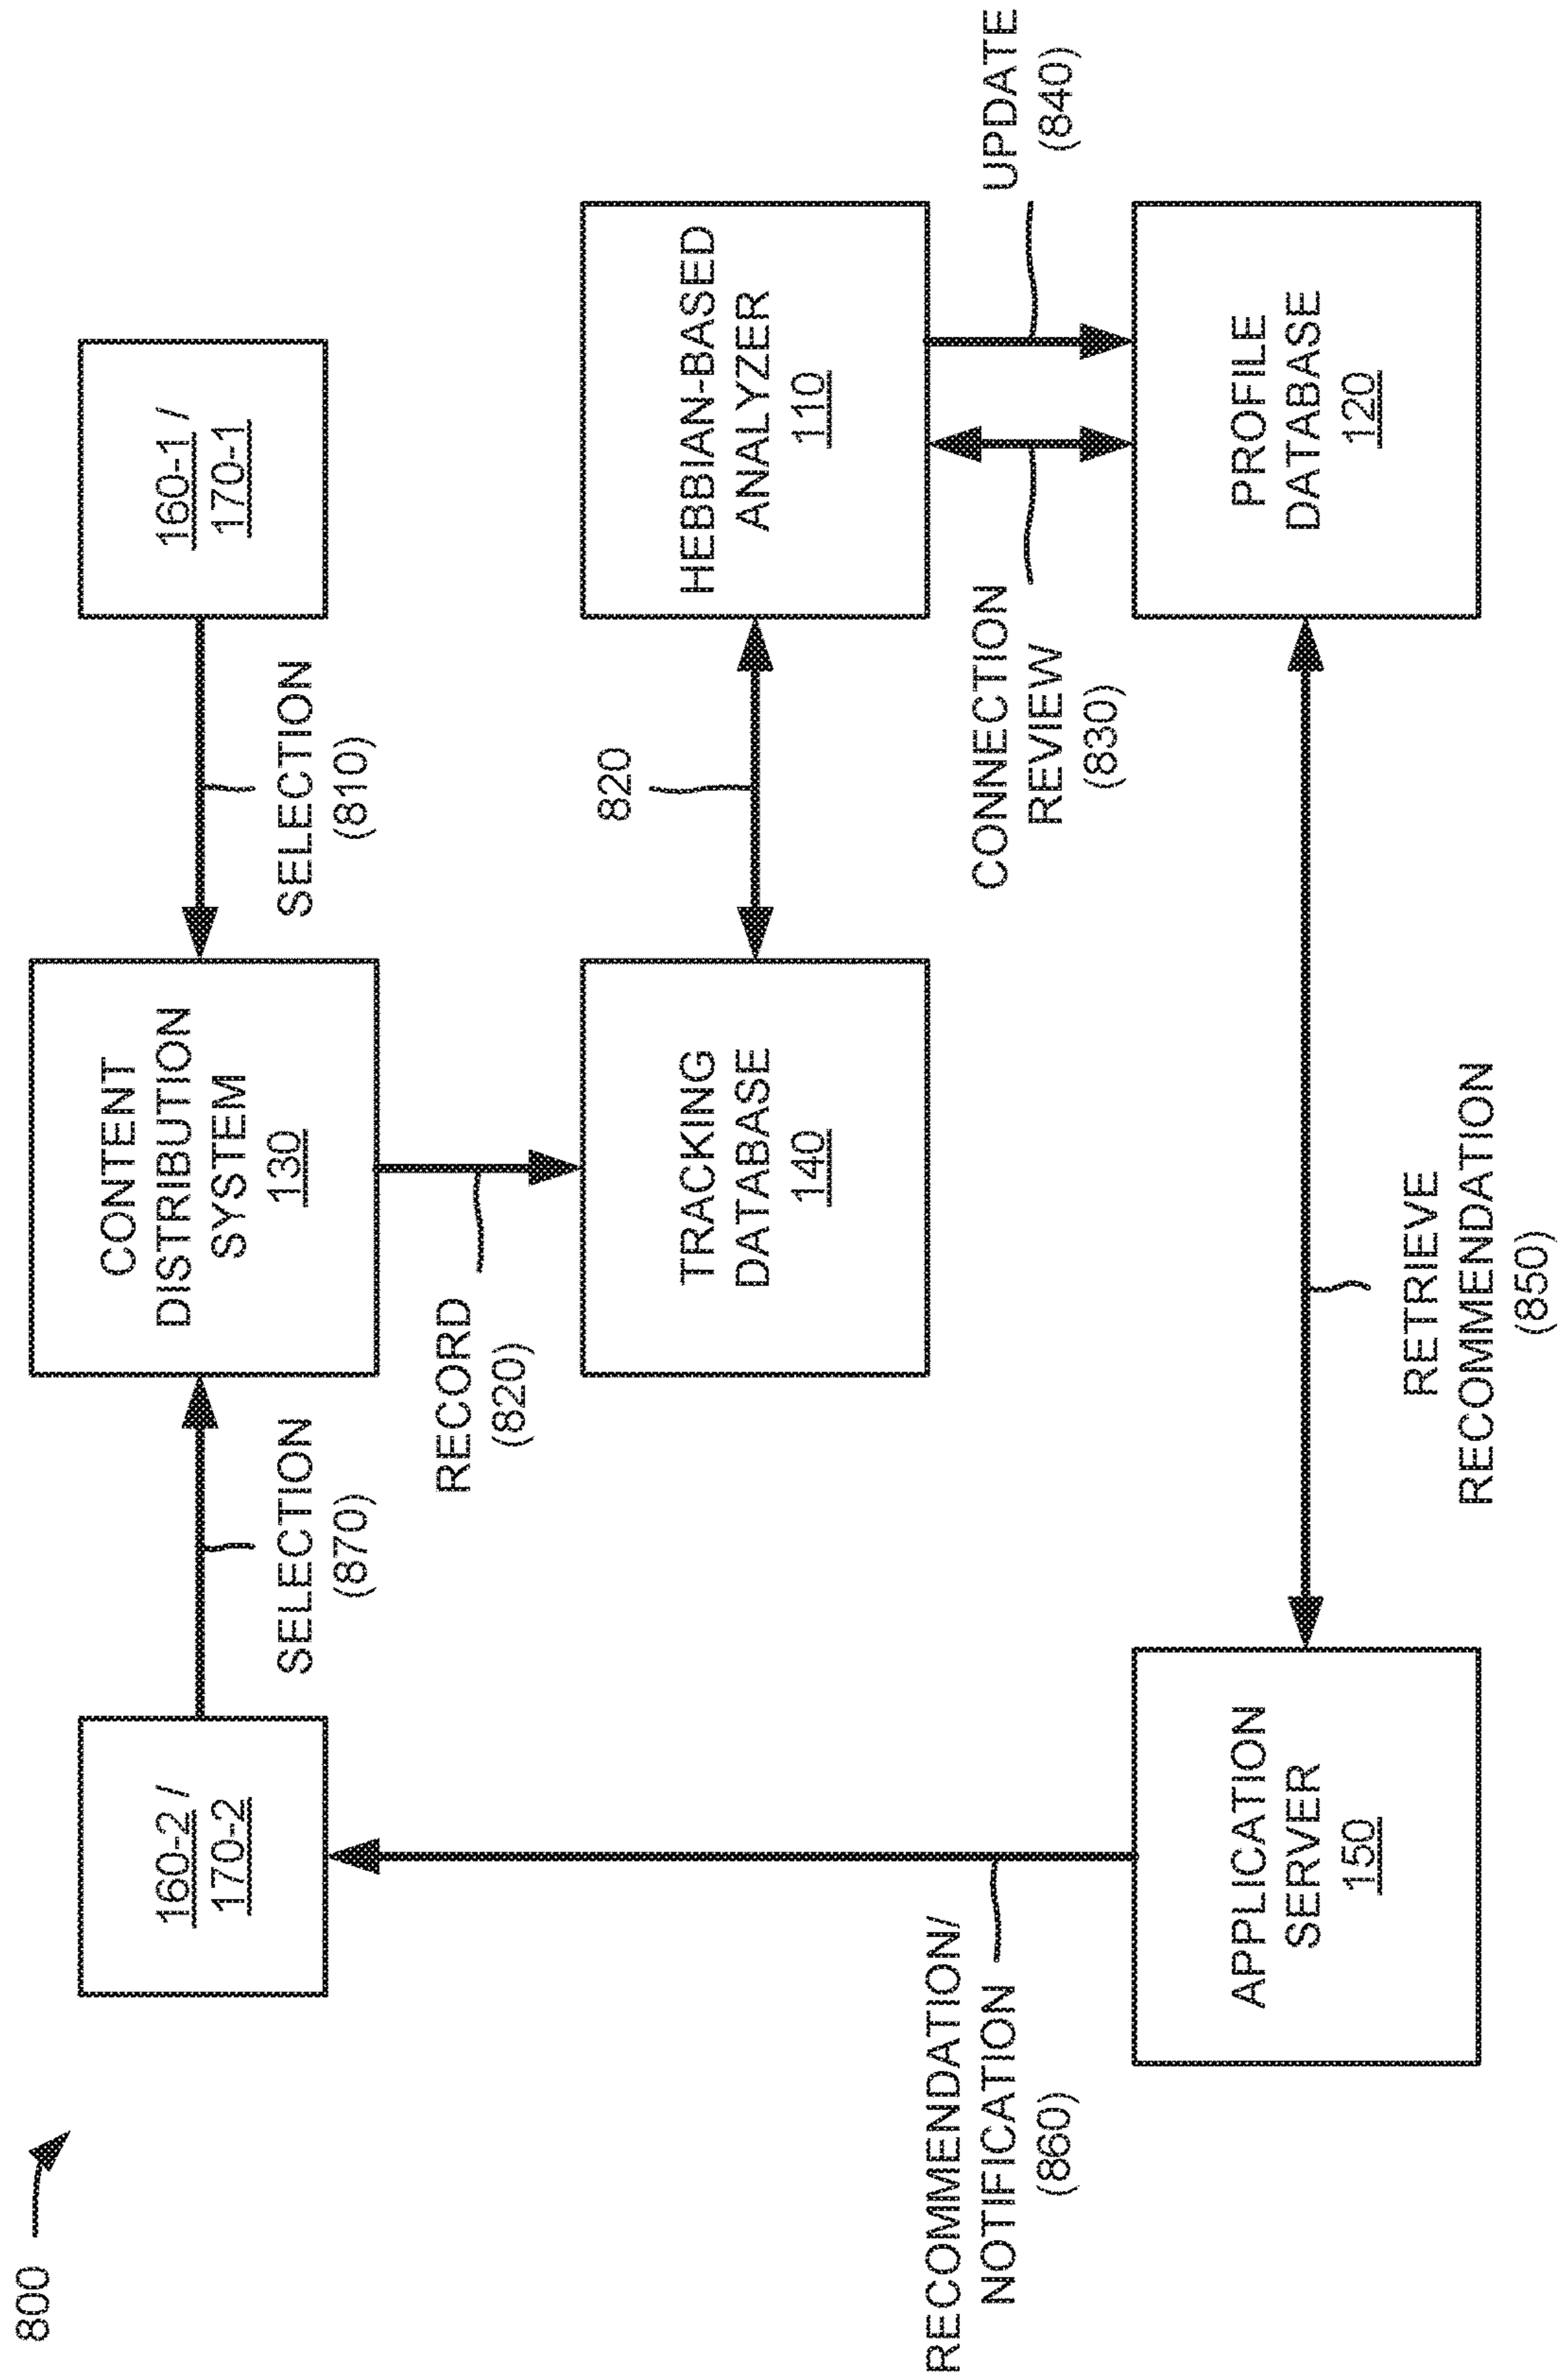 800
160-2 /
170-2
SELECTION
(870)
CONTENT
DISTRIBUTION
SYSTEM
130
SELECTION
(810)
160-1 /
170-1
RECORD
(820)
TRACKING
DATABASE
140
820
HEBBIAN-BASED
ANALYZER
110
RECOMMENDATION/
NOTIFICATION
(860)
CONNECTION
REVIEW
(830)
UPDATE
(840)
APPLICATION
SERVER
150
RETRIEVE
RECOMMENDATION
(850)
PROFILE
DATABASE
120